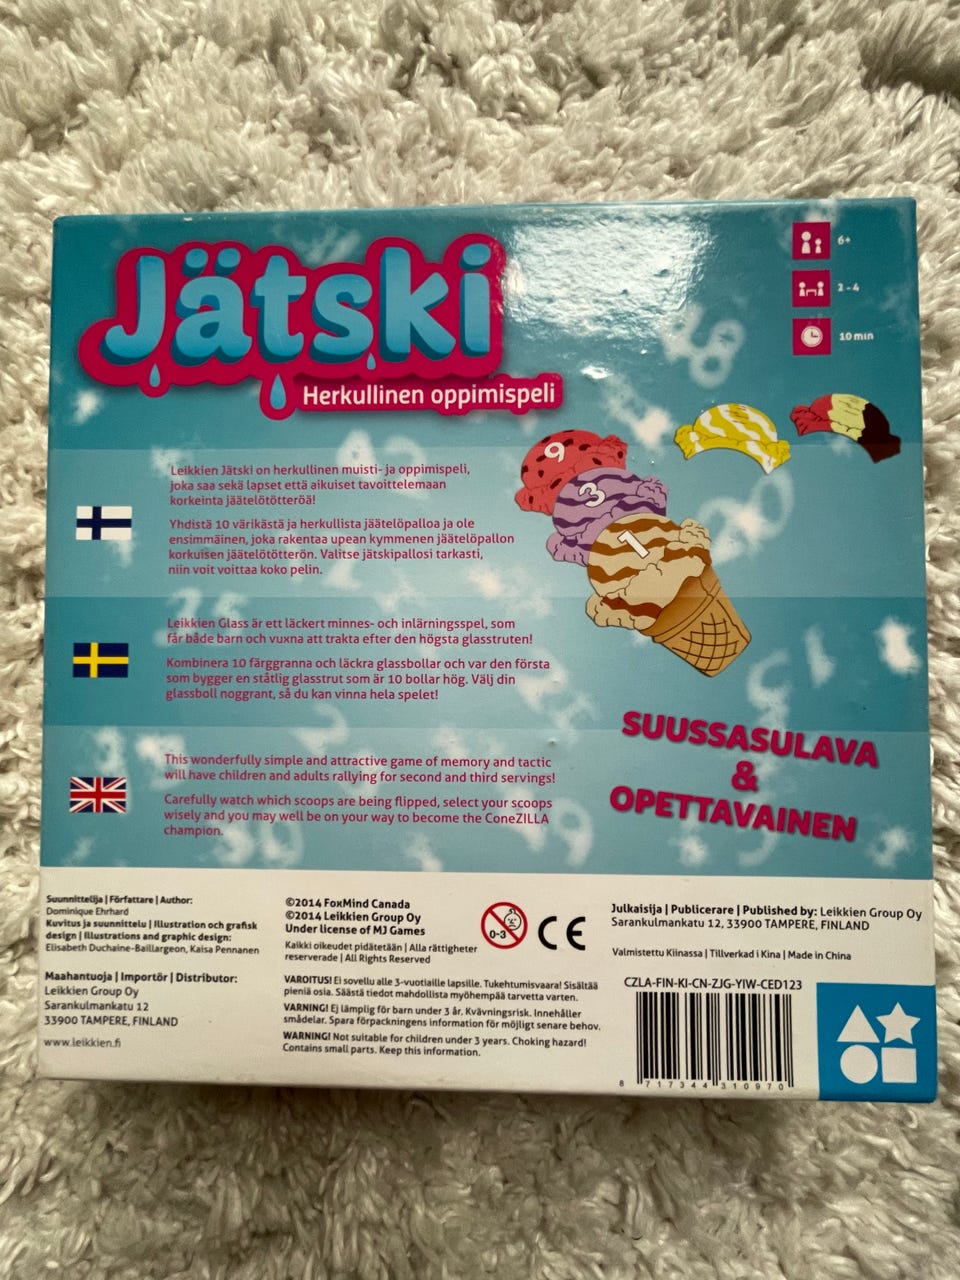 Jätski
Herkullinen oppimispeli
6+
2-4
10 min
9
3
1
Leikkien Jätski on herkullinen muisti- ja oppimispeli,
joka saa sekä lapset että aikuiset tavoittelemaan
korkeinta jäätelötötteröä!
Yhdistä 10 värikästä ja herkullista jäätelöpalloa ja ole
ensimmäinen, joka rakentaa upean kymmenen jäätelöpallon
korkuisen jäätelötötterön. Valitse jätskipallosi tarkasti,
niin voit voittaa koko pelin.
Leikkien Glass är ett läckert minnes- och inlärningsspel, som
får både barn och vuxna att trakta efter den högsta glasstruten!
Kombinera 10 färggranna och läckra glassbollar och var den första
som bygger en ståtlig glasstrut som är 10 bollar hög. Välj din
glassboll noggrant, så du kan vinna hela spelet!
This wonderfully simple and attractive game of memory and tactic
will have children and adults rallying for second and third servings!
Carefully watch which scoops are being flipped, select your scoops
wisely and you may well be on your way to become the ConeZILLA
champion.
SUUSSASULAVA
&
OPETTAVAINEN
Suunnittelija | Författare | Author:
Dominique Ehrhard
Kuvitus ja suunnittelu | Illustration och grafisk
design | Illustrations and graphic design:
Elisabeth Duchaine-Baillargeon, Kaisa Pennanen
Maahantuoja | Importör | Distributor:
Leikkien Group Oy
Sarankulmankatu 12
33900 TAMPERE, FINLAND
www.leikkien.fi
©2014 FoxMind Canada
©2014 Leikkien Group Oy
Under license of MJ Games
Kaikki oikeudet pidätetään | Alla rättigheter
reserverade | All Rights Reserved
0-3
CE
VAROITUS! Ei sovellu alle 3-vuotiaille lapsille. Tukehtumisvaara! Sisältää
pieniä osia. Säästä tiedot mahdollista myöhempää tarvetta varten.
VARNING! Ej lämplig för barn under 3 år. Kvävningsrisk. Innehåller
smådelar. Spara förpackningens information för möjligt senare behov.
WARNING! Not suitable for children under 3 years. Choking hazard!
Contains small parts. Keep this information.
Julkaisija | Publicerare | Published by: Leikkien Group Oy
Sarankulmankatu 12, 33900 TAMPERE, FINLAND
Valmistettu Kiinassa | Tillverkad i Kina | Made in China
CZLA-FIN-KI-CN-ZJG-YIW-CED123
8 717344 310970